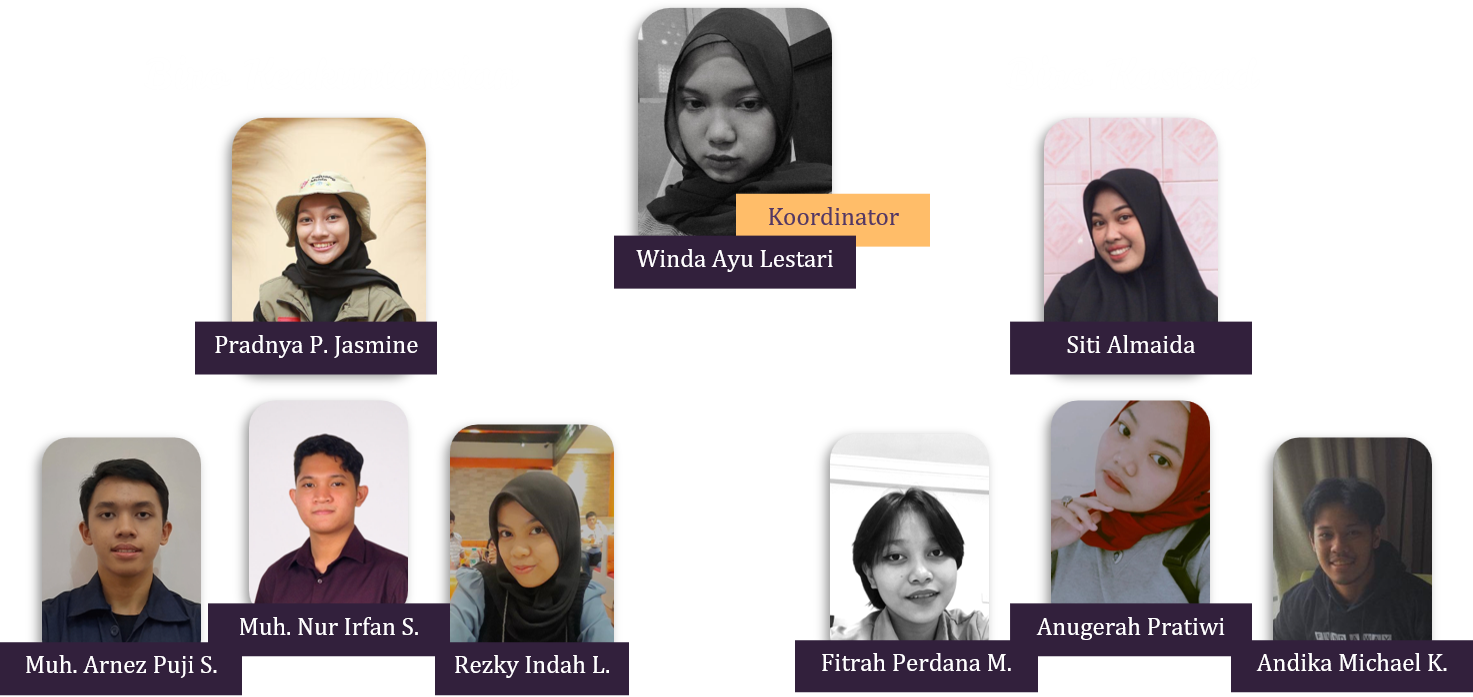 Koordinator
Winda Ayu Lestari
Pradnya P. Jasmine
Siti Almaida
Muh. Nur Irfan S.
Anugerah Pratiwi
Muh. Arnez Puji S.
Rezky Indah L.
Fitrah Perdana M.
Andika Michael K.